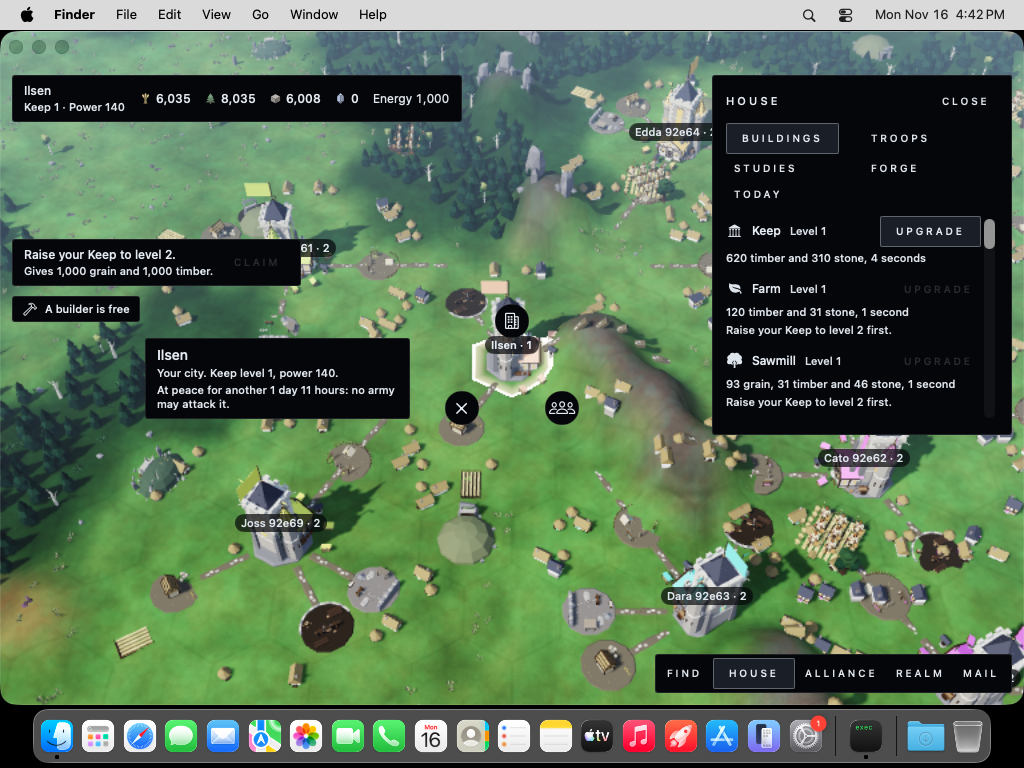 Finder File Edit View Go Window Help Mon Nov 16 4:42 PM
Ilsen
Keep 1 · Power 140
6,035 8,035 6,008 0 Energy 1,000
Edda 92e64 · 2
HOUSE CLOSE
BUILDINGS TROOPS
STUDIES FORGE
TODAY
Keep Level 1 UPGRADE
620 timber and 310 stone, 4 seconds
Farm Level 1 UPGRADE
120 timber and 31 stone, 1 second
Raise your Keep to level 2 first.
Sawmill Level 1 UPGRADE
93 grain, 31 timber and 46 stone, 1 second
Raise your Keep to level 2 first.
61 · 2
Raise your Keep to level 2.
Gives 1,000 grain and 1,000 timber.
CLAIM
A builder is free
Ilsen · 1
Ilsen
Your city. Keep level 1, power 140.
At peace for another 1 day 11 hours: no army
may attack it.
Cato 92e62 · 2
Joss 92e69 · 2
Dara 92e63 · 2
FIND HOUSE ALLIANCE REALM MAIL
Mon
16
tv
1
exec